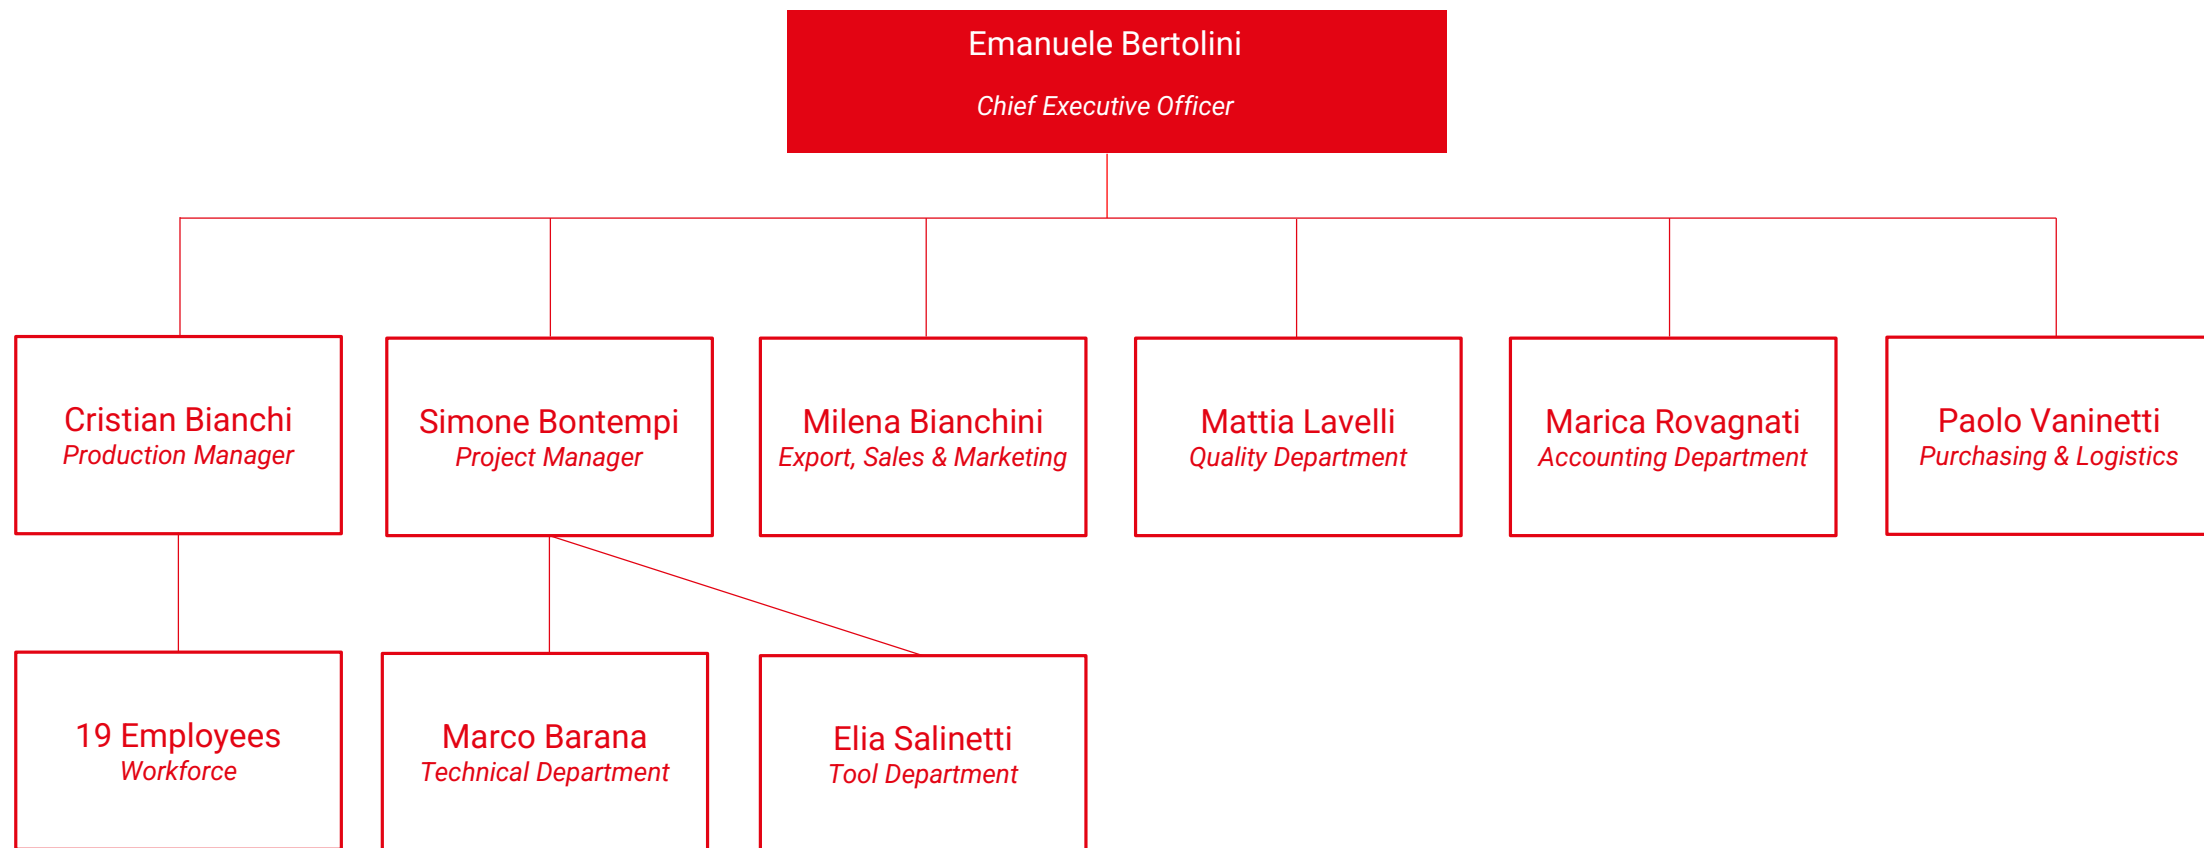 Emanuele Bertolini
Chief Executive Officer
Cristian Bianchi
Production Manager
Simone Bontempi
Project Manager
Milena Bianchini
Export, Sales & Marketing
Mattia Lavelli
Quality Department
Marica Rovagnati
Accounting Department
Paolo Vaninetti
Purchasing & Logistics
19 Employees
Workforce
Marco Barana
Technical Department
Elia Salinetti
Tool Department